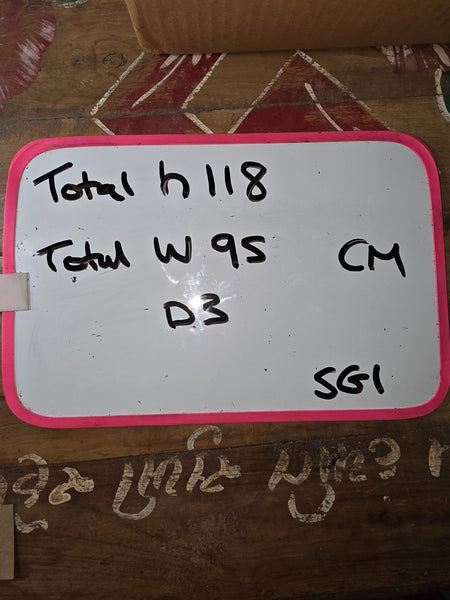 Total h 118
Total W 95 CM
D3
SG1